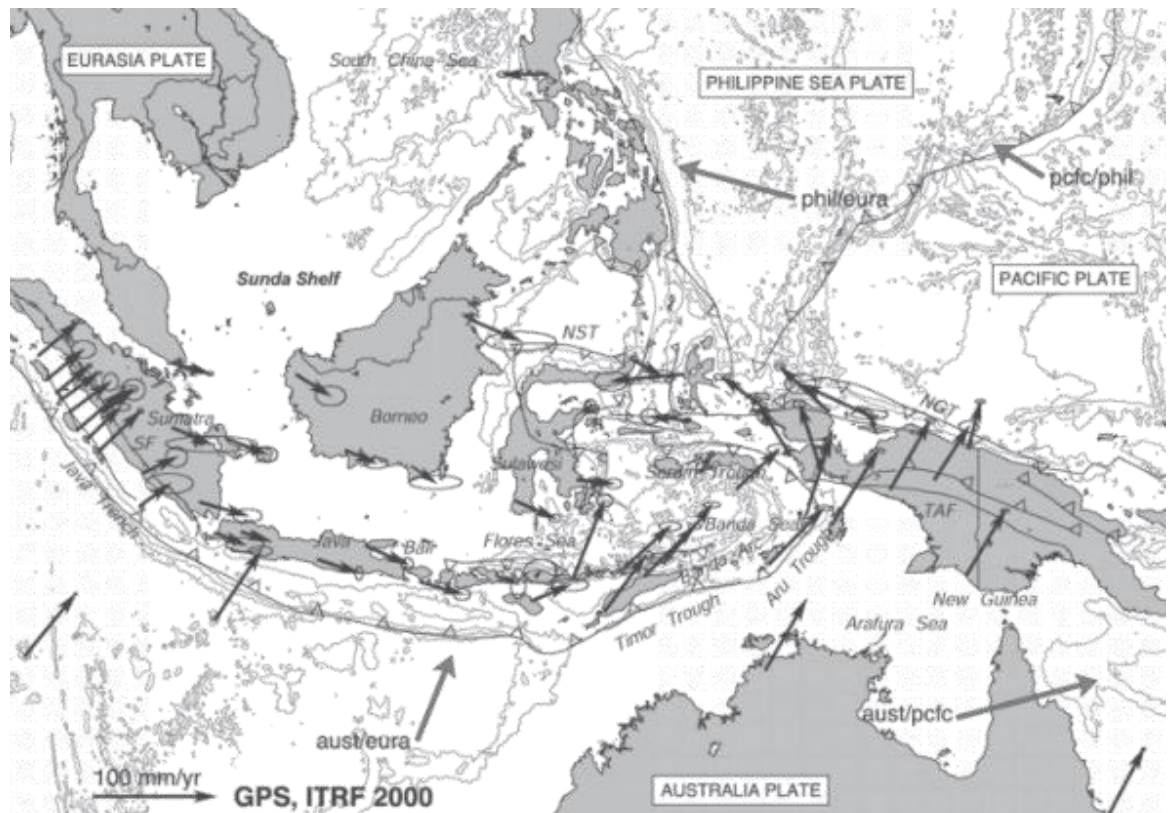 EURASIA PLATE
South China Sea
PHILIPPINE SEA PLATE
phil/eura
pcfc/phil
PACIFIC PLATE
Sunda Shelf
NST
Borneo
Sumatra
SF
Java Trench
Sulawesi
Seram Trough
NGT
TAF
Java
Bali
Flores Sea
Banda Sea
Banda Arc
Aru Trough
Timor Trough
New Guinea
Arafura Sea
aust/eura
aust/pcfc
100 mm/yr
GPS, ITRF 2000
AUSTRALIA PLATE